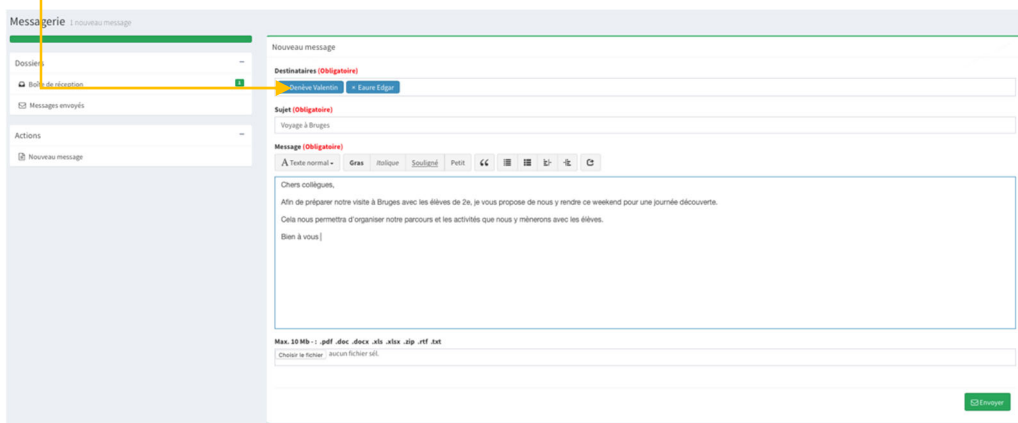 Messagerie 1 nouveau message
Dossiers
Boîte de réception 1
Messages envoyés
Actions
Nouveau message
Nouveau message
Destinataires (Obligatoire)
Denève Valentin × Eaure Edgar
Sujet (Obligatoire)
Voyage à Bruges
Message (Obligatoire)
A Texte normal Gras Italique Souligné Petit
Chers collègues,
Afin de préparer notre visite à Bruges avec les élèves de 2e, je vous propose de nous y rendre ce weekend pour une journée découverte.
Cela nous permettra d'organiser notre parcours et les activités que nous y mènerons avec les élèves.
Bien à vous
Max. 10 Mb - : .pdf .doc .docx .xls .xlsx .zip .rtf .txt
Choisir le fichier aucun fichier sél.
Envoyer